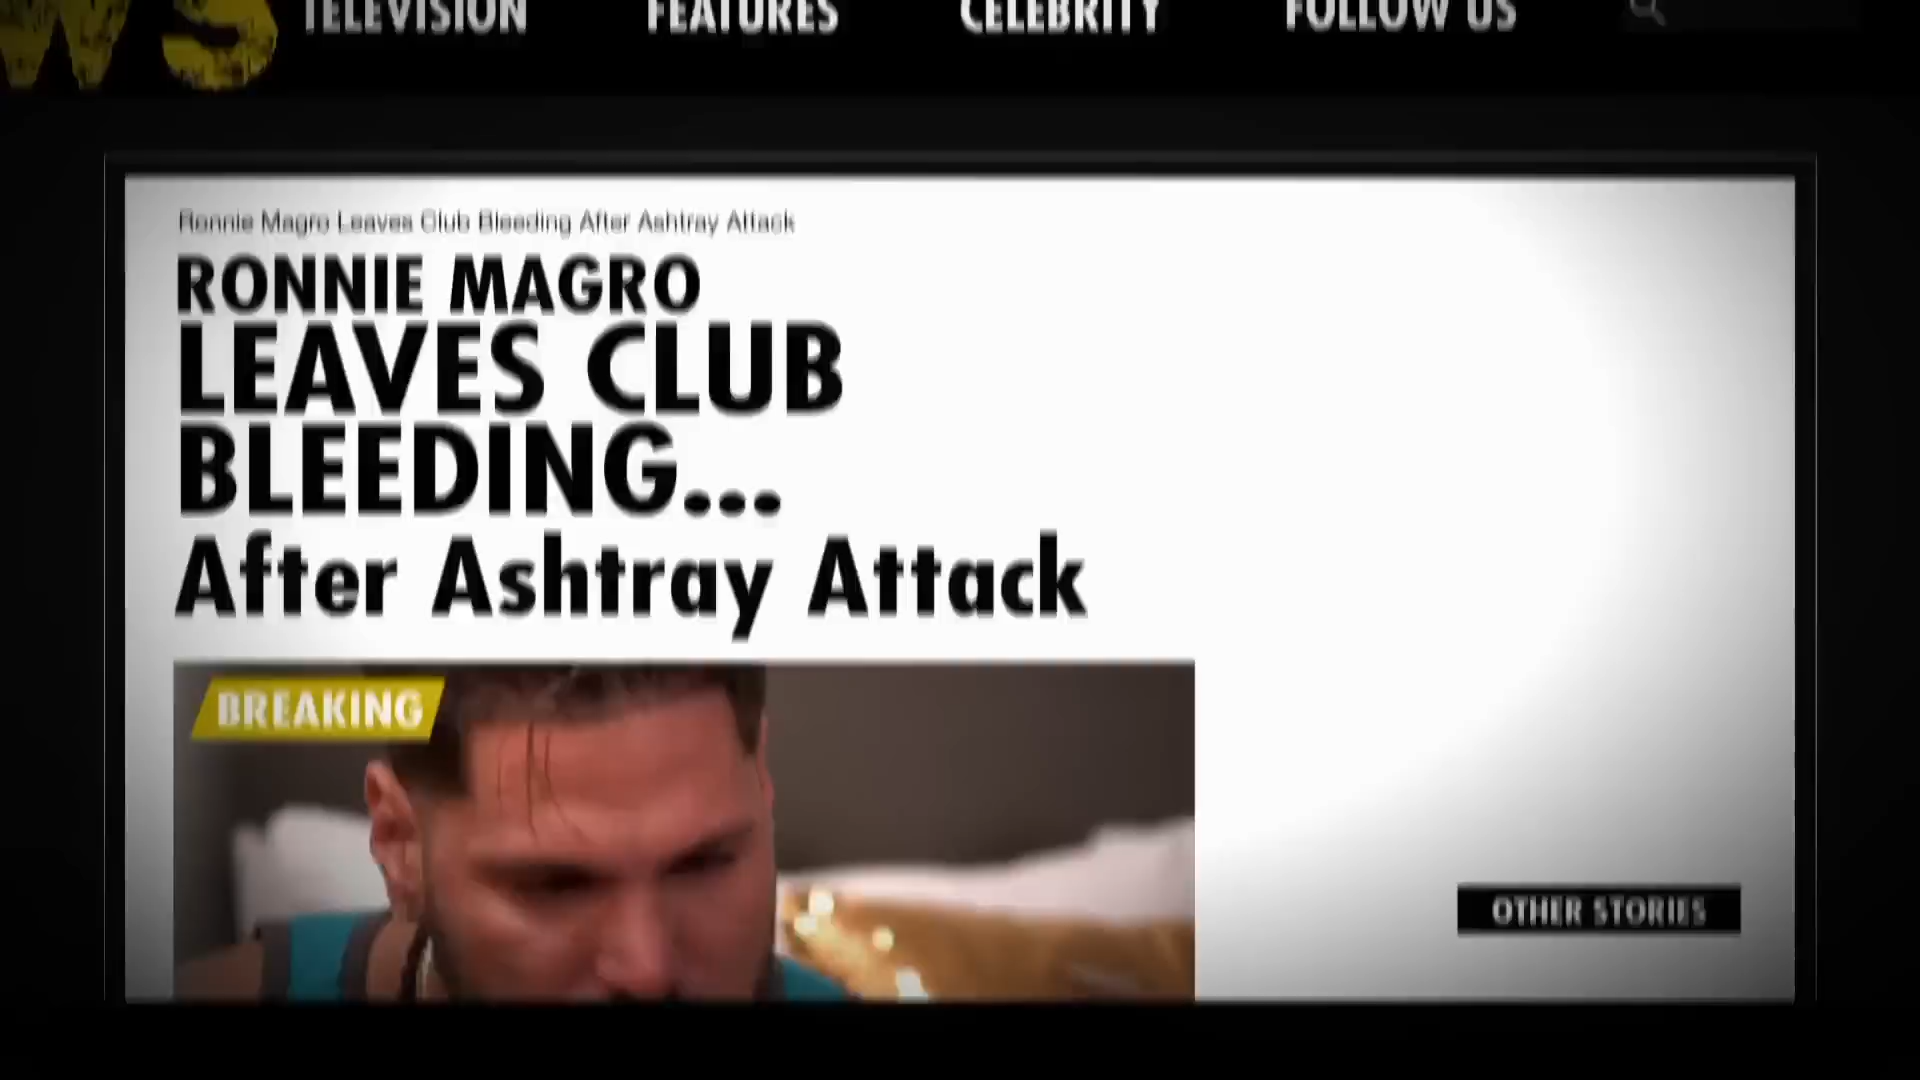 WS
TELEVISION FEATURES CELEBRITY FOLLOW US
Ronnie Magro Leaves Club Bleeding After Ashtray Attack
RONNIE MAGRO
LEAVES CLUB
BLEEDING...
After Ashtray Attack
BREAKING
OTHER STORIES